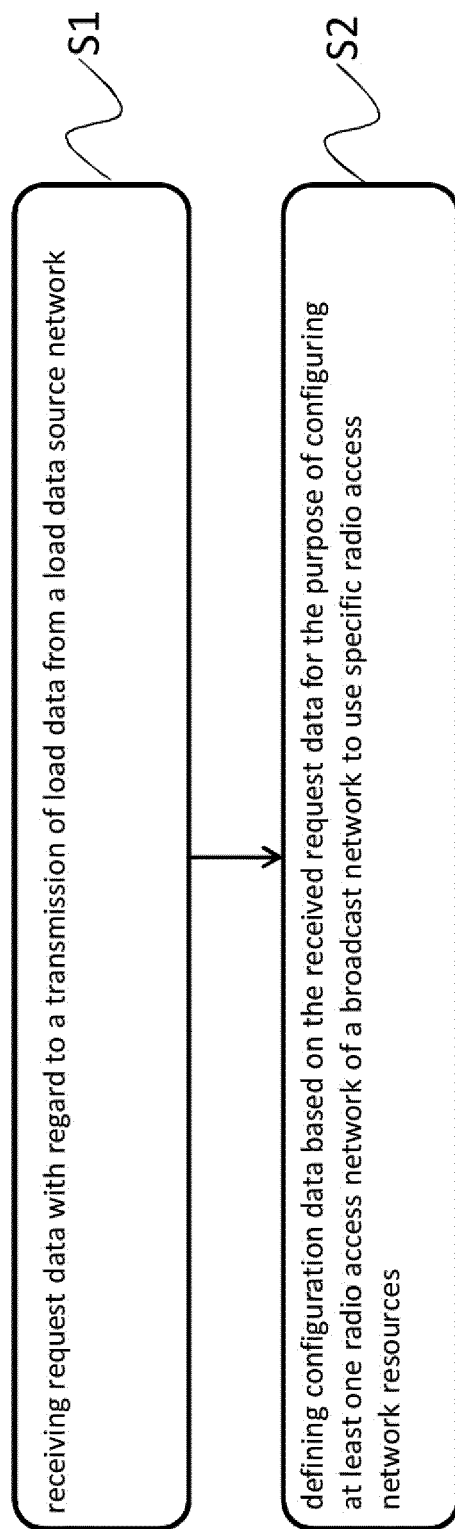 receiving request data with regard to a transmission of load data from a load data source network
S1
defining configuration data based on the received request data for the purpose of configuring
at least one radio access network of a broadcast network to use specific radio access
network resources
S2